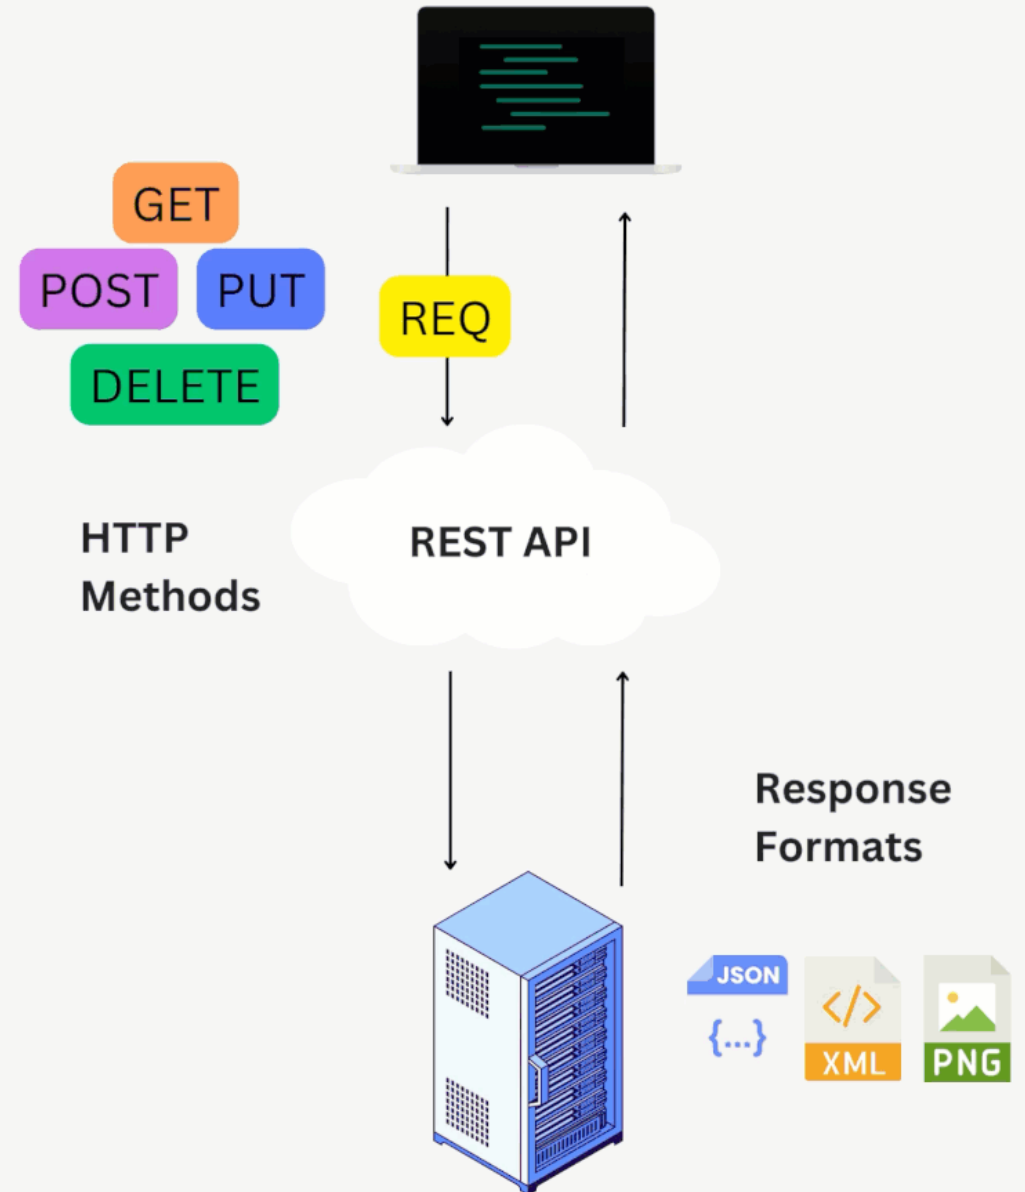 GET
POST
PUT
DELETE
REQ
HTTP
Methods
REST API
Response
Formats
JSON
{...}
</>
XML
PNG